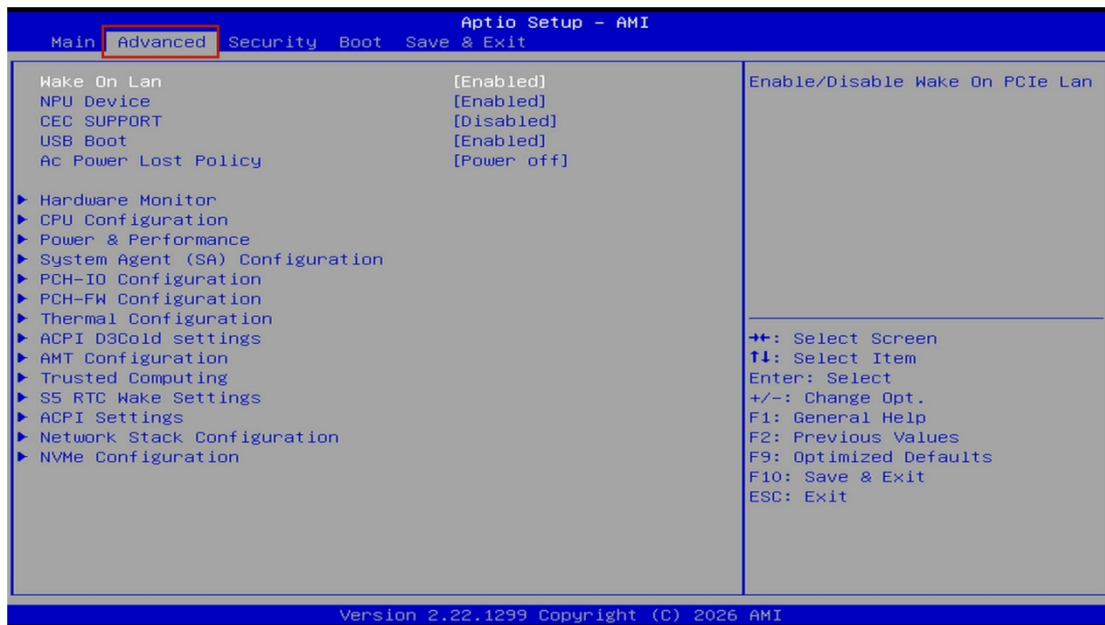 Aptio Setup – AMI
Main Advanced Security Boot Save & Exit
Wake On Lan [Enabled]
NPU Device [Enabled]
CEC SUPPORT [Disabled]
USB Boot [Enabled]
Ac Power Lost Policy [Power off]
Hardware Monitor
CPU Configuration
Power & Performance
System Agent (SA) Configuration
PCH-IO Configuration
PCH-FW Configuration
Thermal Configuration
ACPI D3Cold settings
AMT Configuration
Trusted Computing
S5 RTC Wake Settings
ACPI Settings
Network Stack Configuration
NVMe Configuration
Enable/Disable Wake On PCIe Lan
→←: Select Screen
↑↓: Select Item
Enter: Select
+/-: Change Opt.
F1: General Help
F2: Previous Values
F9: Optimized Defaults
F10: Save & Exit
ESC: Exit
Version 2.22.1299 Copyright (C) 2026 AMI